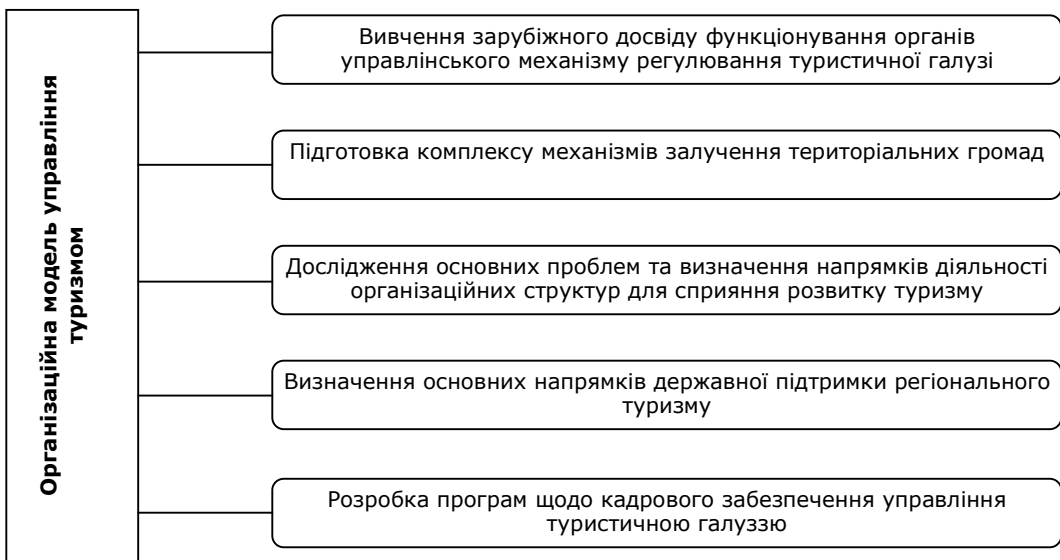 Організаційна модель управління
туризмом
Вивчення зарубіжного досвіду функціонування органів
управлінського механізму регулювання туристичної галузі
Підготовка комплексу механізмів залучення територіальних громад
Дослідження основних проблем та визначення напрямків діяльності
організаційних структур для сприяння розвитку туризму
Визначення основних напрямків державної підтримки регіонального
туризму
Розробка програм щодо кадрового забезпечення управління
туристичною галуззю